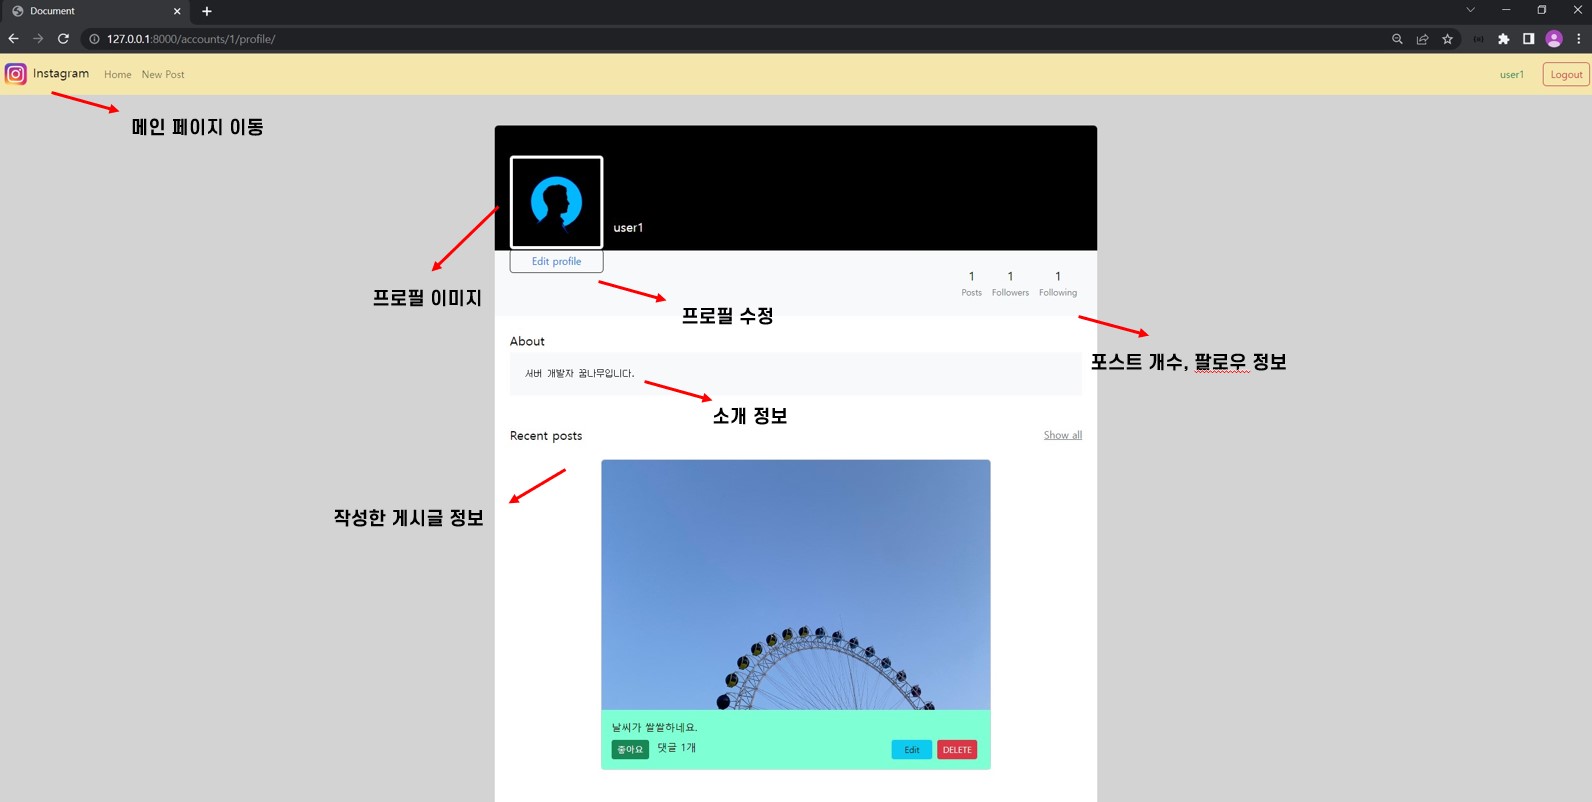 Document
127.0.0.1:8000/accounts/1/profile/
Instagram Home New Post user1 Logout
메인 페이지 이동
user1
Edit profile
프로필 이미지
프로필 수정
1 1 1
Posts Followers Following
포스트 개수, 팔로우 정보
About
서버 개발자 꿈나무입니다.
소개 정보
Recent posts Show all
작성한 게시글 정보
날씨가 쌀쌀하네요.
좋아요 댓글 1개 Edit DELETE